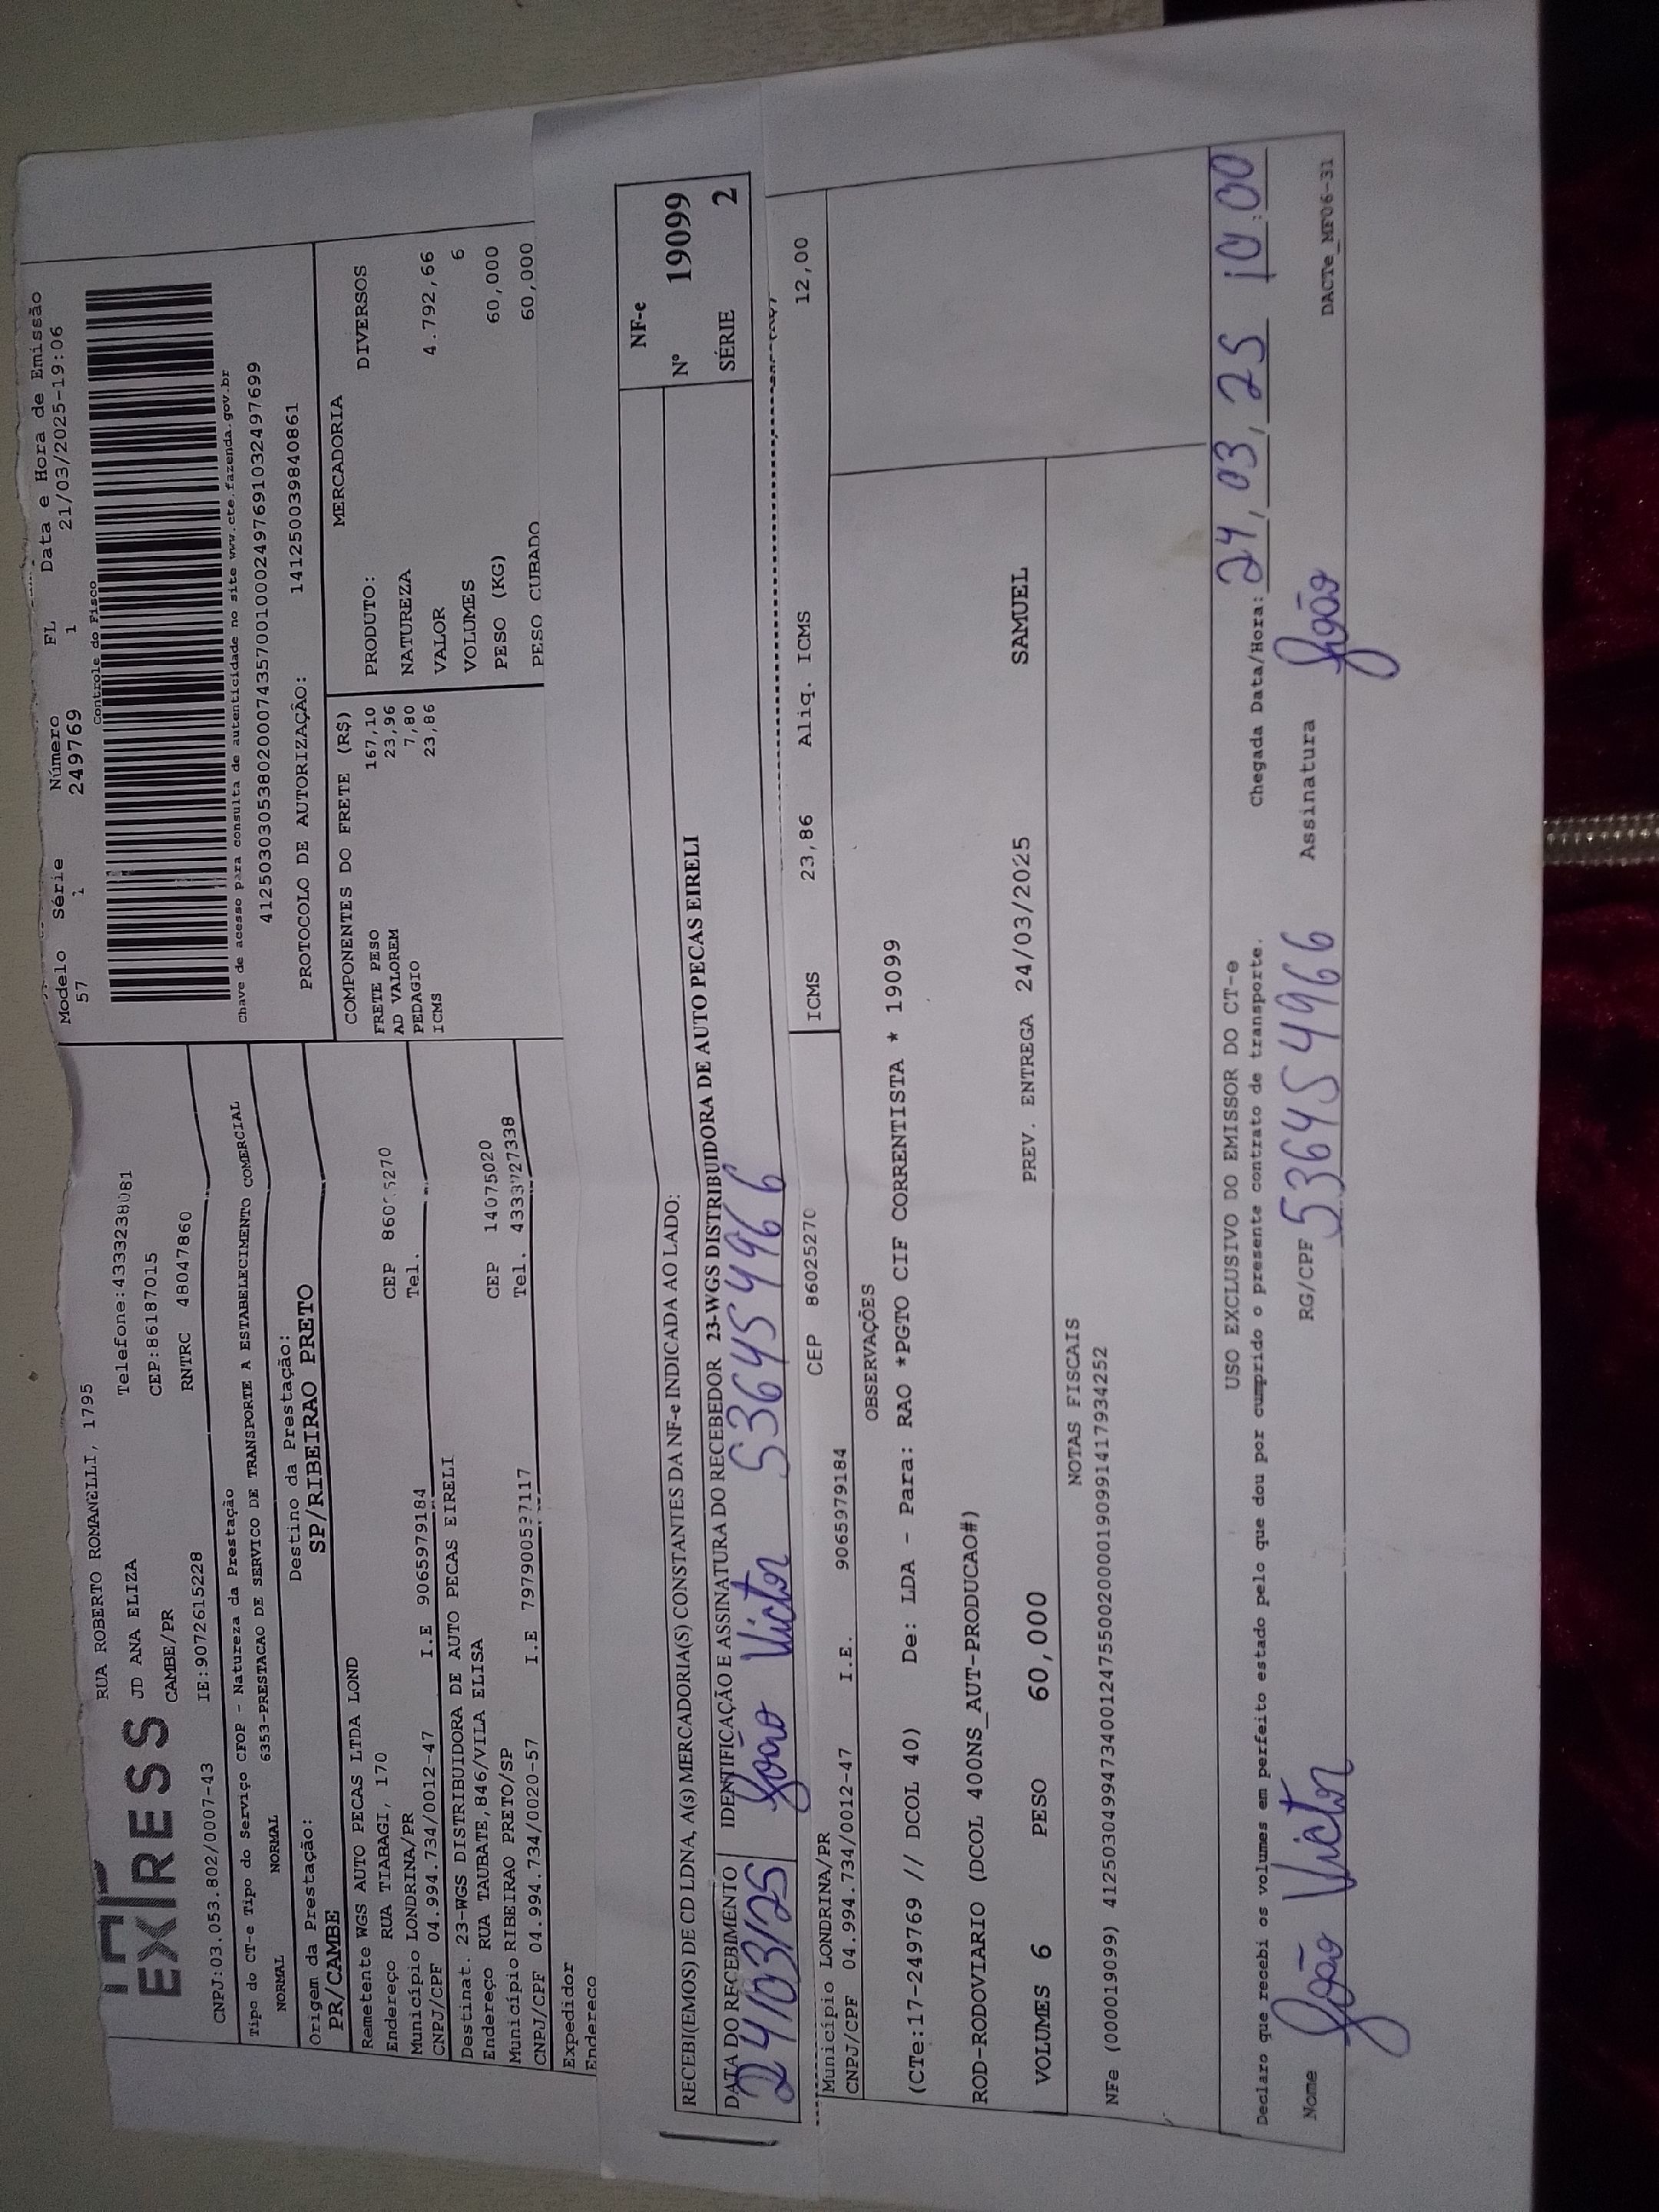 EXPRESS
RUA ROBERTO ROMANELLI, 1795
JD ANA ELIZA
Telefone:4333238081
CAMBE/PR
CEP:86187015
CNPJ:03.053.802/0007-43 IE:9072615228 RNTRC 48047860
Modelo Série Número FL Data e Hora de Emissão
57 1 249769 1 21/03/2025-19:06
Controle do Fisco
Chave de acesso para consulta de autenticidade no site www.cte.fazenda.gov.br
41250303053802000743570010002497691032497699
PROTOCOLO DE AUTORIZAÇÃO: 141250039840861
Tipo do CT-e Tipo do Serviço CFOP - Natureza da Prestação
NORMAL NORMAL 6353-PRESTACAO DE SERVICO DE TRANSPORTE A ESTABELECIMENTO COMERCIAL
Origem da Prestação: Destino da Prestação:
PR/CAMBE SP/RIBEIRAO PRETO
Remetente WGS AUTO PECAS LTDA LOND
Endereço RUA TIABAGI, 170
Município LONDRINA/PR CEP
CNPJ/CPF 04.994.734/0012-47 I.E 9065979184 Tel.
Destinat. 23-WGS DISTRIBUIDORA DE AUTO PECAS EIRELI
Endereço RUA TAUBATE,846/VILA ELISA
Município RIBEIRAO PRETO/SP CEP 14075020
CNPJ/CPF 04.994.734/0020-57 I.E Tel. 4333727338
Expedidor
Endereço
COMPONENTES DO FRETE (R$)
FRETE PESO 167,10
AD VALOREM 23,96
PEDAGIO 7,80
ICMS 23,86
MERCADORIA
PRODUTO: DIVERSOS
NATUREZA
VALOR 4.792,66
VOLUMES 6
PESO (KG) 60,000
PESO CUBADO 60,000
RECEBI(EMOS) DE CD LDNA, A(s) MERCADORIA(S) CONSTANTES DA NF-e INDICADA AO LADO:
DATA DO RECEBIMENTO IDENTIFICAÇÃO E ASSINATURA DO RECEBEDOR 23-WGS DISTRIBUIDORA DE AUTO PECAS EIRELI
24/03/25 João Victor 536454966
NF-e
Nº 19099
SÉRIE 2
Município LONDRINA/PR CEP 86025270
CNPJ/CPF 04.994.734/0012-47 I.E. 9065979184
ICMS 23,86 Aliq. ICMS 12,00
OBSERVAÇÕES
(CTe:17-249769 // DCOL 40) De: LDA - Para: RAO *PGTO CIF CORRENTISTA * 19099
ROD-RODOVIARIO (DCOL 400NS_AUT-PRODUCAO#)
VOLUMES 6 PESO 60,000 PREV. ENTREGA 24/03/2025 SAMUEL
NOTAS FISCAIS
NFe (000019099) 41250304994734001247550020000190991417934252
USO EXCLUSIVO DO EMISSOR DO CT-e
Declaro que recebi os volumes em perfeito estado pelo que dou por cumprido o presente contrato de transporte. Chegada Data/Hora: 24/03/25 10:00
Nome João Victor RG/CPF 536454966 Assinatura João
DACTe_MF06-31